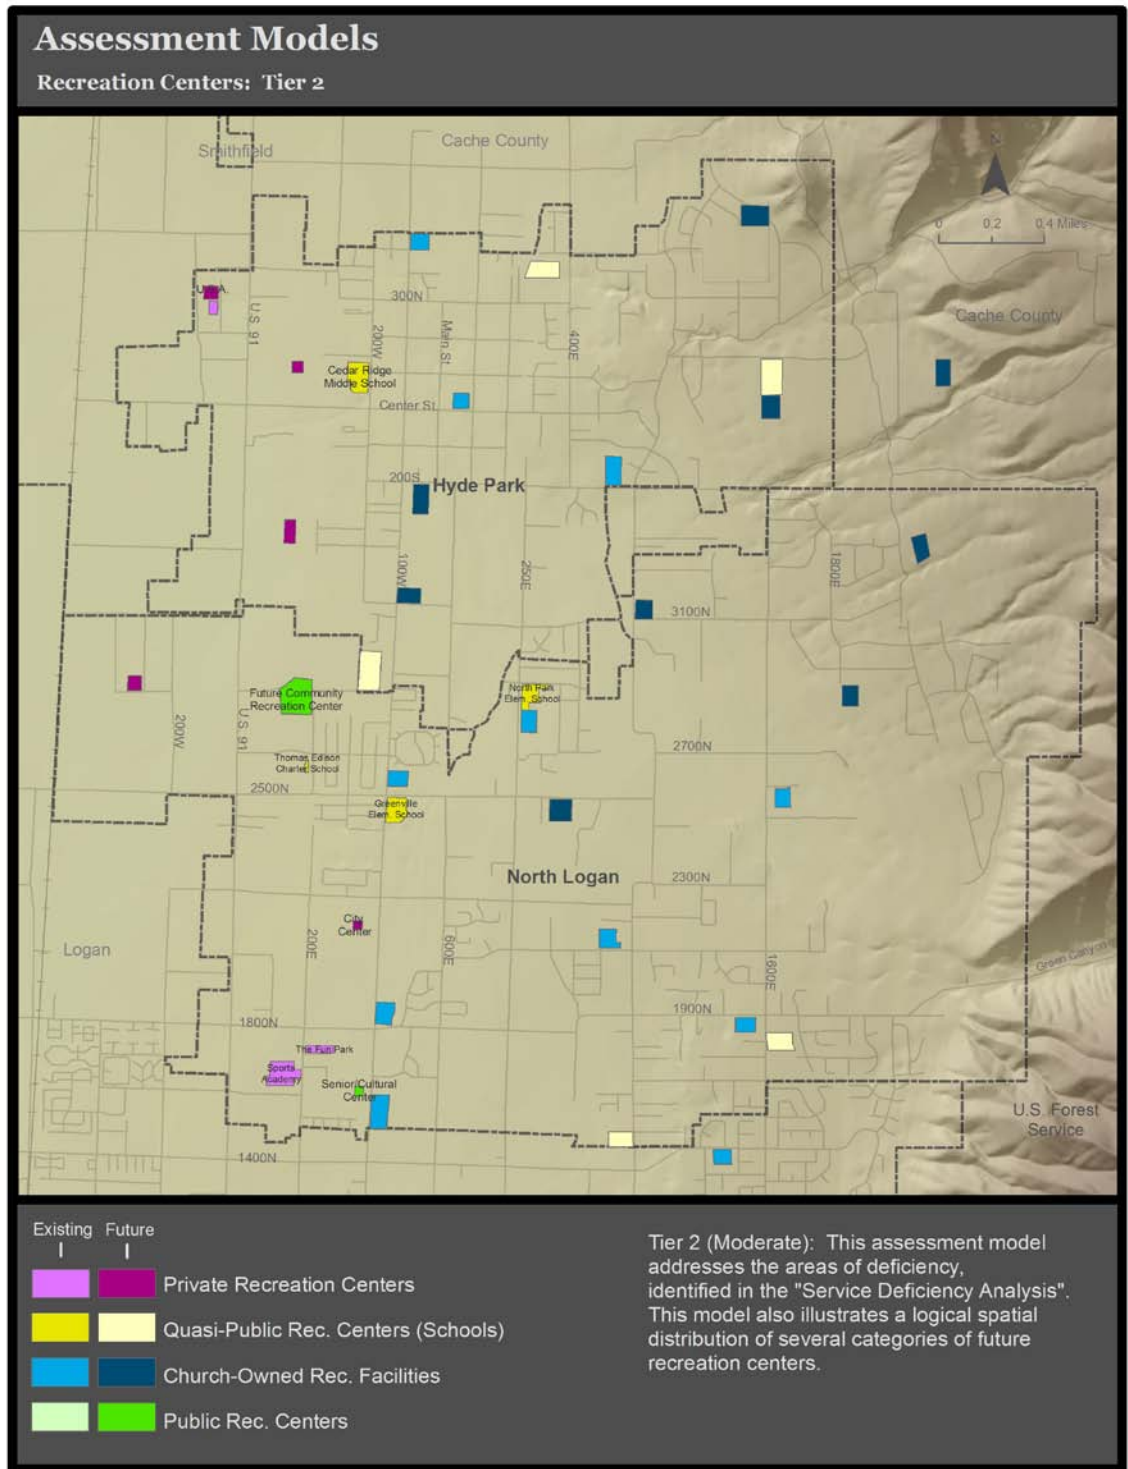 Assessment Models
Recreation Centers: Tier 2
Smithfield
Cache County
N
0 0.2 0.4 Miles
U.S. 91
300N
200W
Main St
400E
Cache County
Cedar Ridge
Middle School
Center St.
200S
Hyde Park
100W
250E
1800E
3100N
Future Community
Recreation Center
North Park
Elem. School
200W
U.S. 91
2700N
Thomas Edison
Charter School
2500N
Greenville
Elem. School
North Logan
2300N
City
Center
Logan
200E
600E
1600E
Green Canyon
1900N
1800N
The Fun Park
Sports
Academy
Senior/Cultural
Center
U.S. Forest
Service
1400N
Existing Future
Private Recreation Centers
Quasi-Public Rec. Centers (Schools)
Church-Owned Rec. Facilities
Public Rec. Centers
Tier 2 (Moderate): This assessment model
addresses the areas of deficiency,
identified in the "Service Deficiency Analysis".
This model also illustrates a logical spatial
distribution of several categories of future
recreation centers.